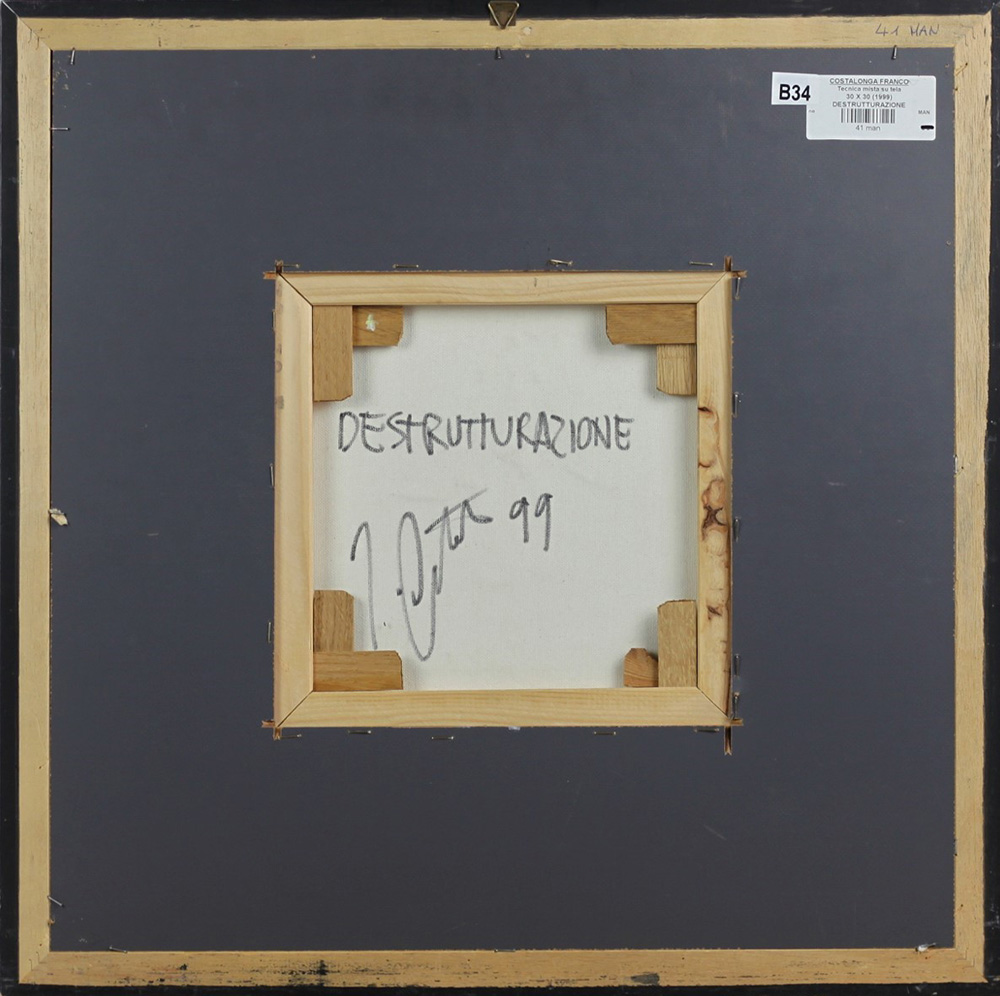 41 MAN
B34
COSTALONGA FRANCO
Tecnica mista su tela
30 X 30 (1999)
DESTRUTTURAZIONE
MAN
41 man
DESTRUTTURAZIONE
99